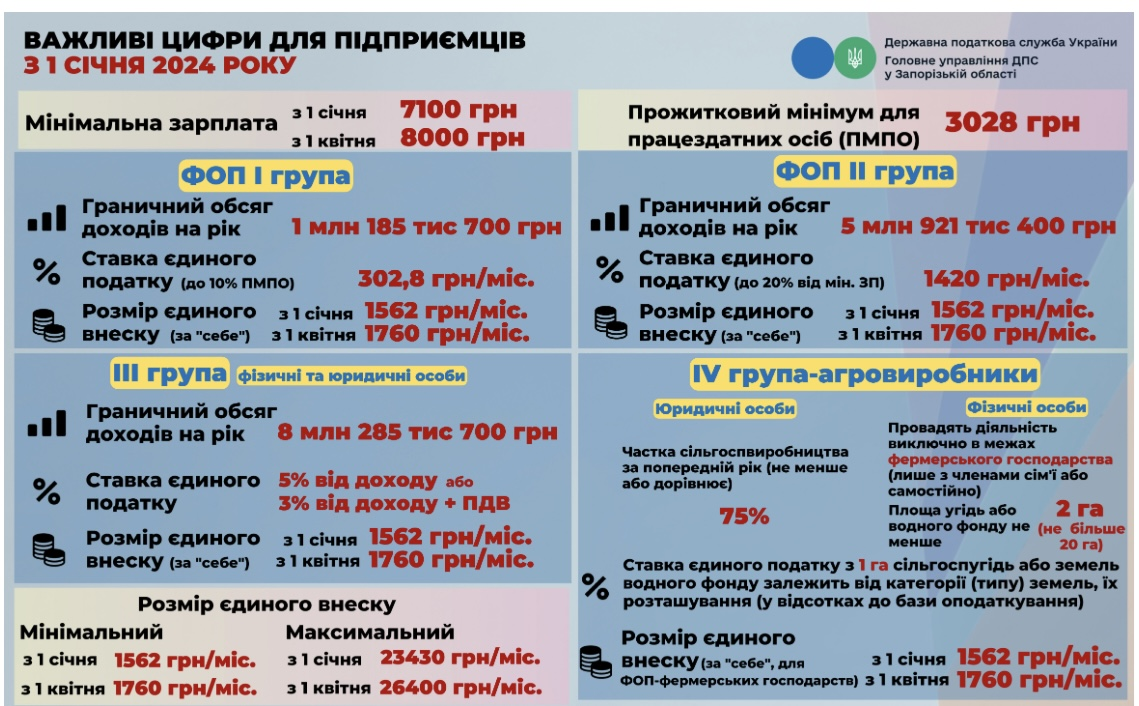 ВАЖЛИВІ ЦИФРИ ДЛЯ ПІДПРИЄМЦІВ
З 1 СІЧНЯ 2024 РОКУ
Державна податкова служба України
Головне управління ДПС
у Запорізькій області
Мінімальна зарплата
з 1 січня 7100 грн
з 1 квітня 8000 грн
Прожитковий мінімум для
працездатних осіб (ПМПО)
3028 грн
ФОП І група
Граничний обсяг
доходів на рік 1 млн 185 тис 700 грн
%
Ставка єдиного
податку (до 10% ПМПО) 302,8 грн/міс.
Розмір єдиного з 1 січня 1562 грн/міс.
внеску (за "себе") з 1 квітня 1760 грн/міс.
ФОП ІІ група
Граничний обсяг
доходів на рік 5 млн 921 тис 400 грн
%
Ставка єдиного
податку (до 20% від мін. ЗП) 1420 грн/міс.
Розмір єдиного з 1 січня 1562 грн/міс.
внеску (за "себе") з 1 квітня 1760 грн/міс.
ІІІ група фізичні та юридичні особи
Граничний обсяг
доходів на рік 8 млн 285 тис 700 грн
%
Ставка єдиного 5% від доходу або
податку 3% від доходу + ПДВ
Розмір єдиного з 1 січня 1562 грн/міс.
внеску (за "себе") з 1 квітня 1760 грн/міс.
IV група-агровиробники
Юридичні особи
Частка сільгоспвиробництва
за попередній рік (не менше
або дорівнює)
75%
Фізичні особи
Провадять діяльність
виключно в межах
фермерського господарства
(лише з членами сім'ї або
самостійно)
Площа угідь або
водного фонду не
менше
2 га
(не більше
20 га)
%
Ставка єдиного податку з 1 га сільгоспугідь або земель
водного фонду залежить від категорії (типу) земель, їх
розташування (у відсотках до бази оподаткування)
Розмір єдиного
внеску (за "себе", для з 1 січня 1562 грн/міс.
ФОП-фермерських господарств) з 1 квітня 1760 грн/міс.
Розмір єдиного внеску
Мінімальний
з 1 січня 1562 грн/міс.
з 1 квітня 1760 грн/міс.
Максимальний
з 1 січня 23430 грн/міс.
з 1 квітня 26400 грн/міс.